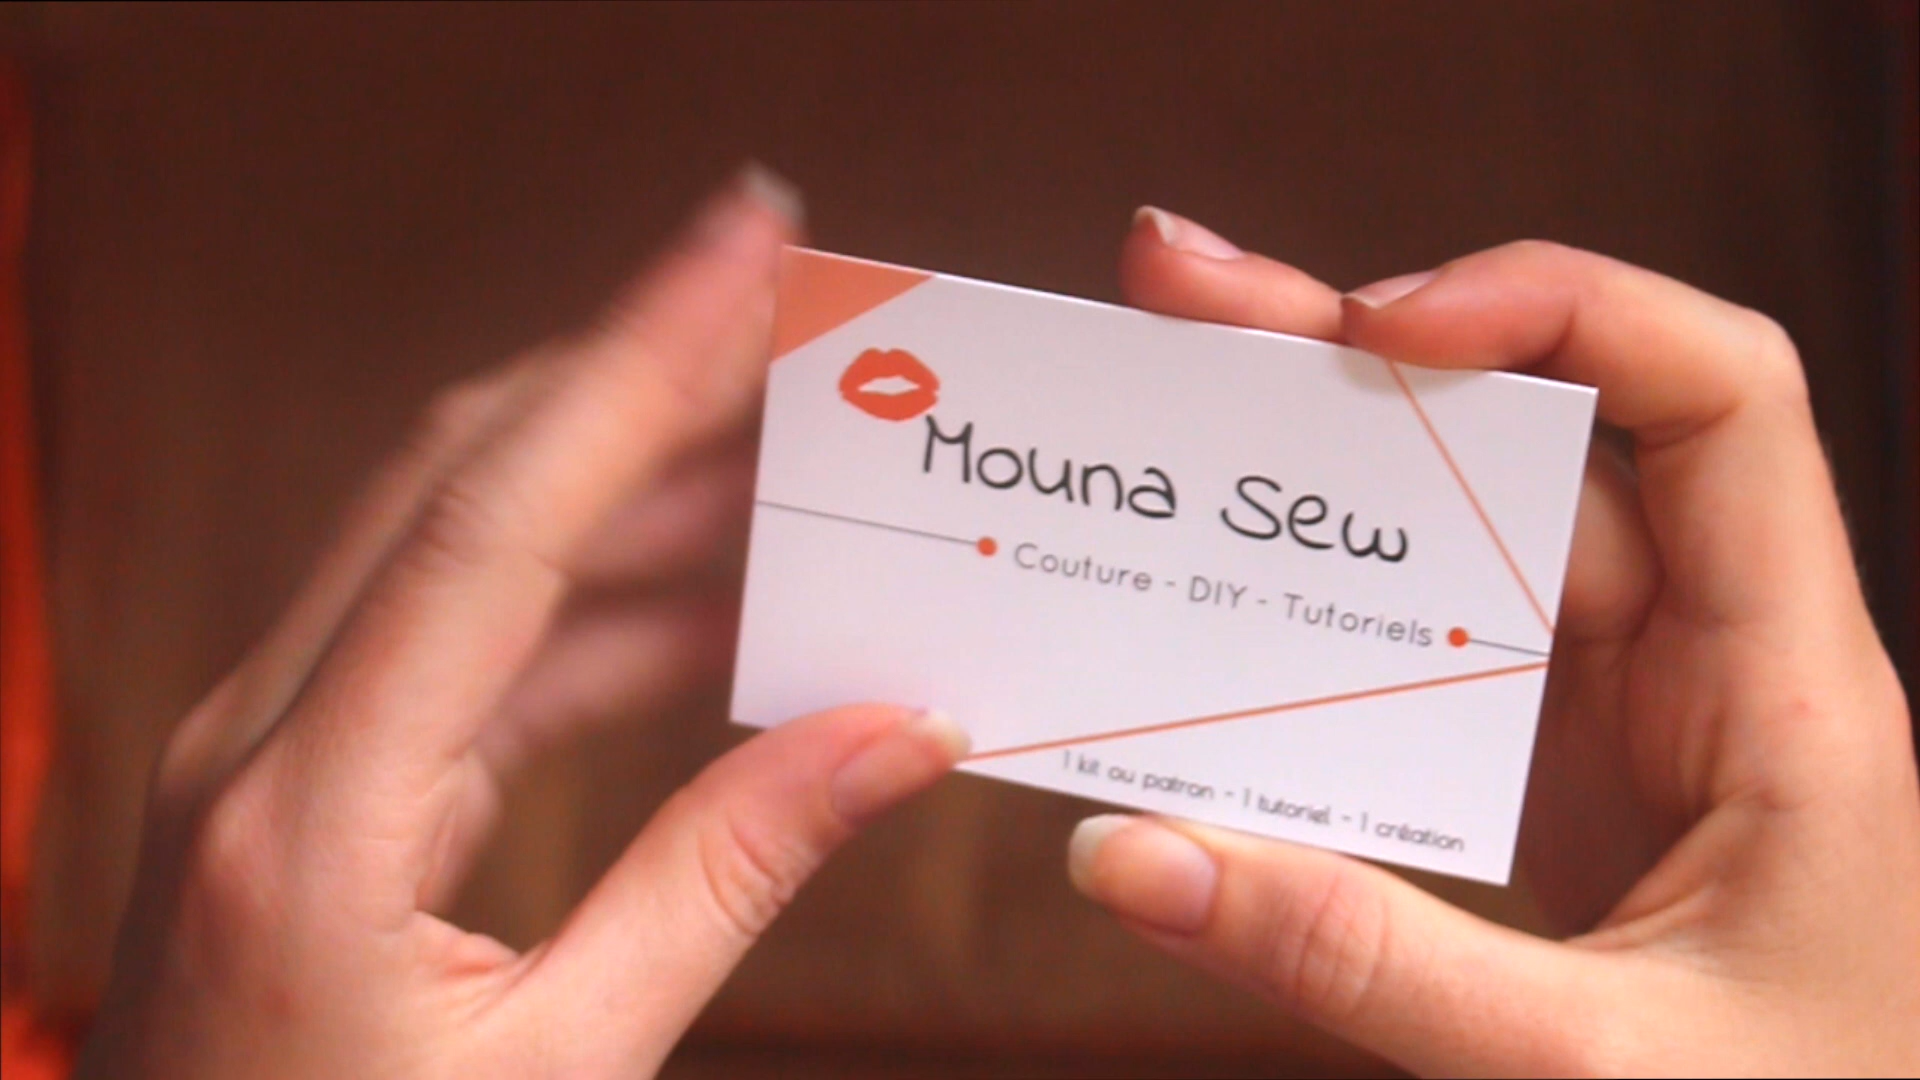 Mouna Sew
Couture - DIY - Tutoriels
1 kit ou patron - 1 tutoriel - 1 création